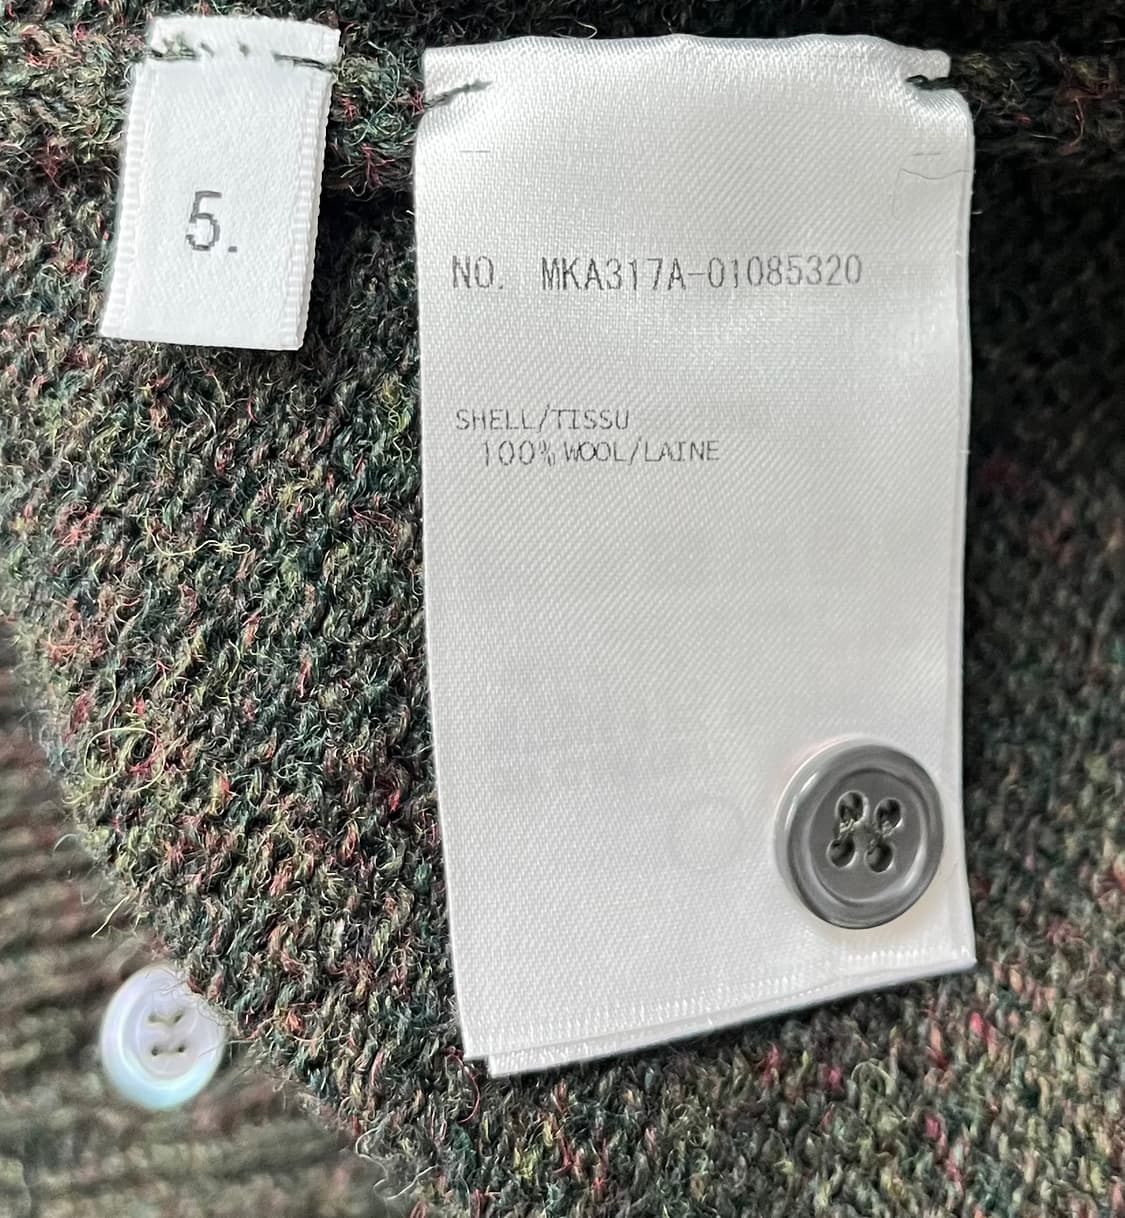 5.
NO. MKA317A-01085320
SHELL/TISSU
100% WOOL/LAINE